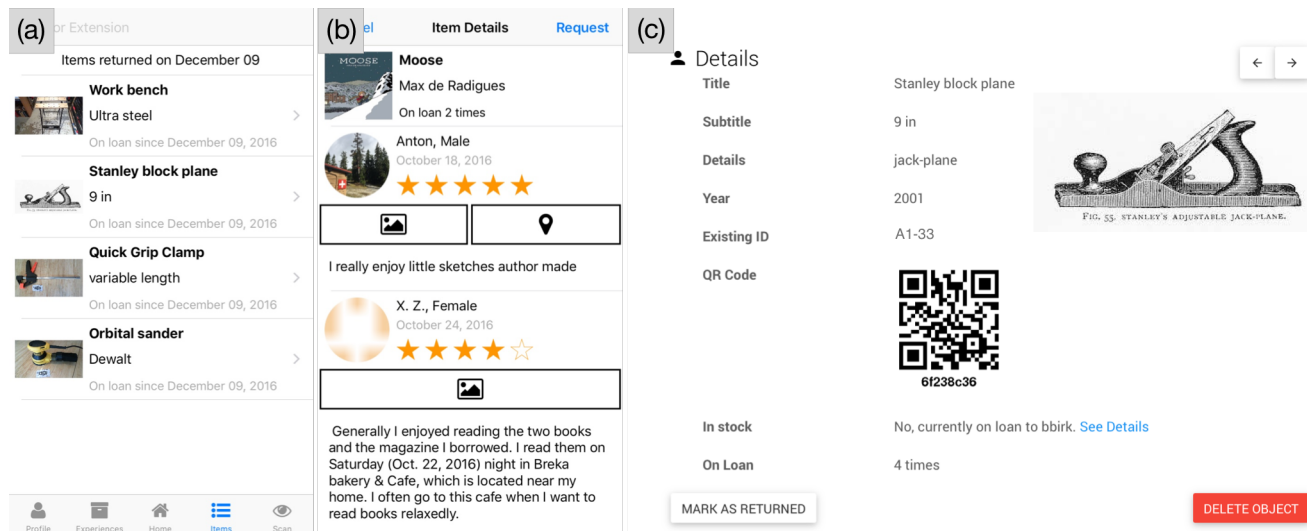 (a)
or Extension
Items returned on December 09
Work bench
Ultra steel
On loan since December 09, 2016
Stanley block plane
9 in
On loan since December 09, 2016
Quick Grip Clamp
variable length
On loan since December 09, 2016
Orbital sander
Dewalt
On loan since December 09, 2016
Profile
Experiences
Home
Items
Scan
(b)
el
Item Details
Request
MOOSE
Moose
Max de Radigues
On loan 2 times
Anton, Male
October 18, 2016
I really enjoy little sketches author made
X. Z., Female
October 24, 2016
Generally I enjoyed reading the two books
and the magazine I borrowed. I read them on
Saturday (Oct. 22, 2016) night in Breka
bakery & Cafe, which is located near my
home. I often go to this cafe when I want to
read books relaxedly.
(c)
Details
Title Stanley block plane
Subtitle 9 in
Details jack-plane
Year 2001
Existing ID A1-33
FIG. 55. STANLEY'S ADJUSTABLE JACK-PLANE.
QR Code
6f238c36
In stock No, currently on loan to bbirk. See Details
On Loan 4 times
MARK AS RETURNED
DELETE OBJECT